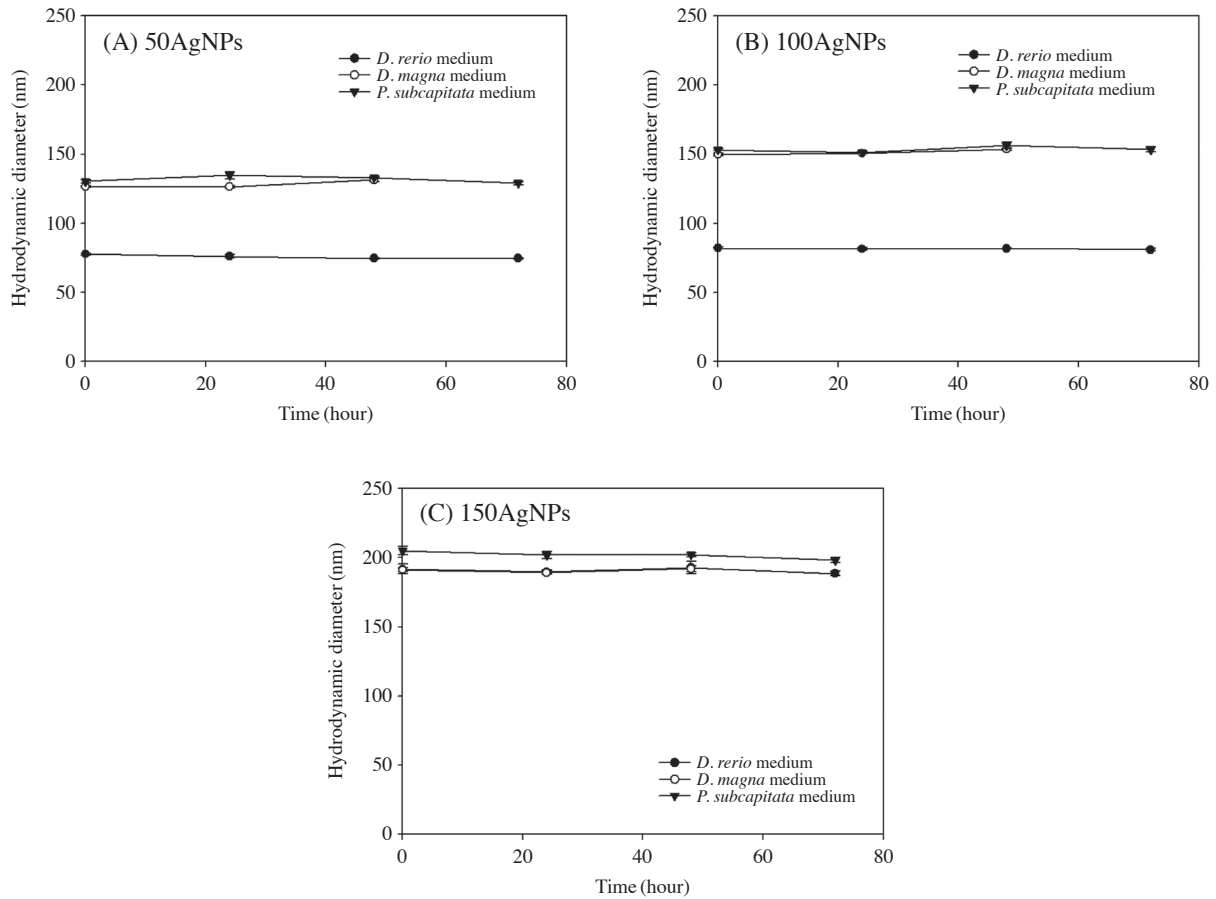 (A) 50AgNPs
D. rerio medium
D. magna medium
P. subcapitata medium
Hydrodynamic diameter (nm)
250
200
150
100
50
0
0 20 40 60 80
Time (hour)
(B) 100AgNPs
D. rerio medium
D. magna medium
P. subcapitata medium
Hydrodynamic diameter (nm)
250
200
150
100
50
0
0 20 40 60 80
Time (hour)
(C) 150AgNPs
D. rerio medium
D. magna medium
P. subcapitata medium
Hydrodynamic diameter (nm)
250
200
150
100
50
0
0 20 40 60 80
Time (hour)